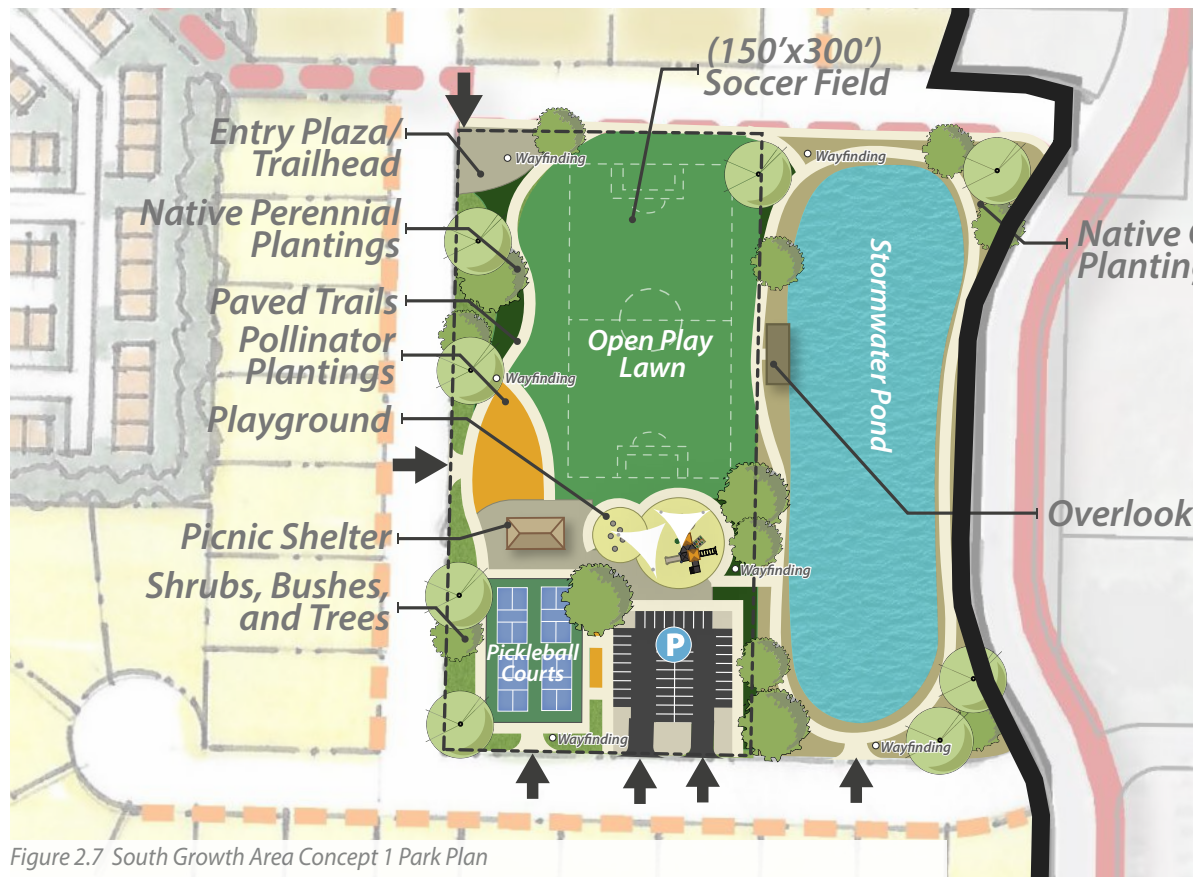 (150’x300’)
Soccer Field
Entry Plaza/
Trailhead
Wayfinding
Wayfinding
Native Perennial
Plantings
Native
Stormwater Pond
Paved Trails
Pollinator
Plantings
Open Play
Lawn
Wayfinding
Playground
Overlook
Picnic Shelter
Wayfinding
Shrubs, Bushes,
and Trees
P
Pickleball
Courts
Wayfinding
Wayfinding
Figure 2.7 South Growth Area Concept 1 Park Plan